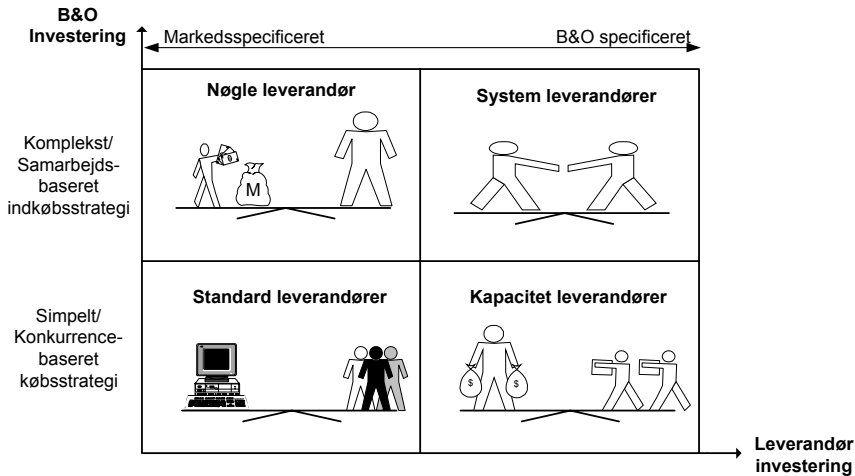 B&O
Investering
Markedsspecificeret
B&O specificeret
Nøgle leverandør
System leverandører
Komplekst/
Samarbejds-
baseret
indkøbsstrategi
M
Standard leverandører
Kapacitet leverandører
Simpelt/
Konkurrence-
baseret
købsstrategi
$
$
Leverandør
investering